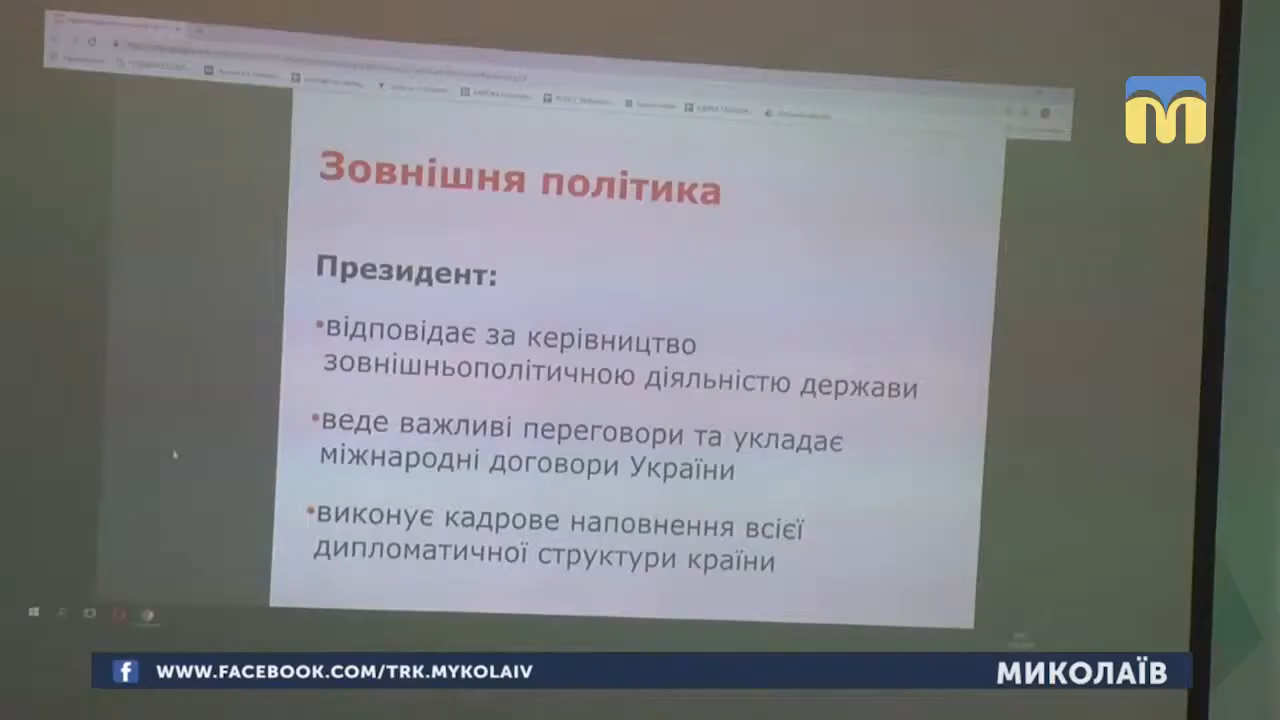 Зовнішня політика
Президент:
•відповідає за керівництво
зовнішньополітичною діяльністю держави
•веде важливі переговори та укладає
міжнародні договори України
•виконує кадрове наповнення всієї
дипломатичної структури країни
WWW.FACEBOOK.COM/TRK.MYKOLAIV
МИКОЛАЇВ